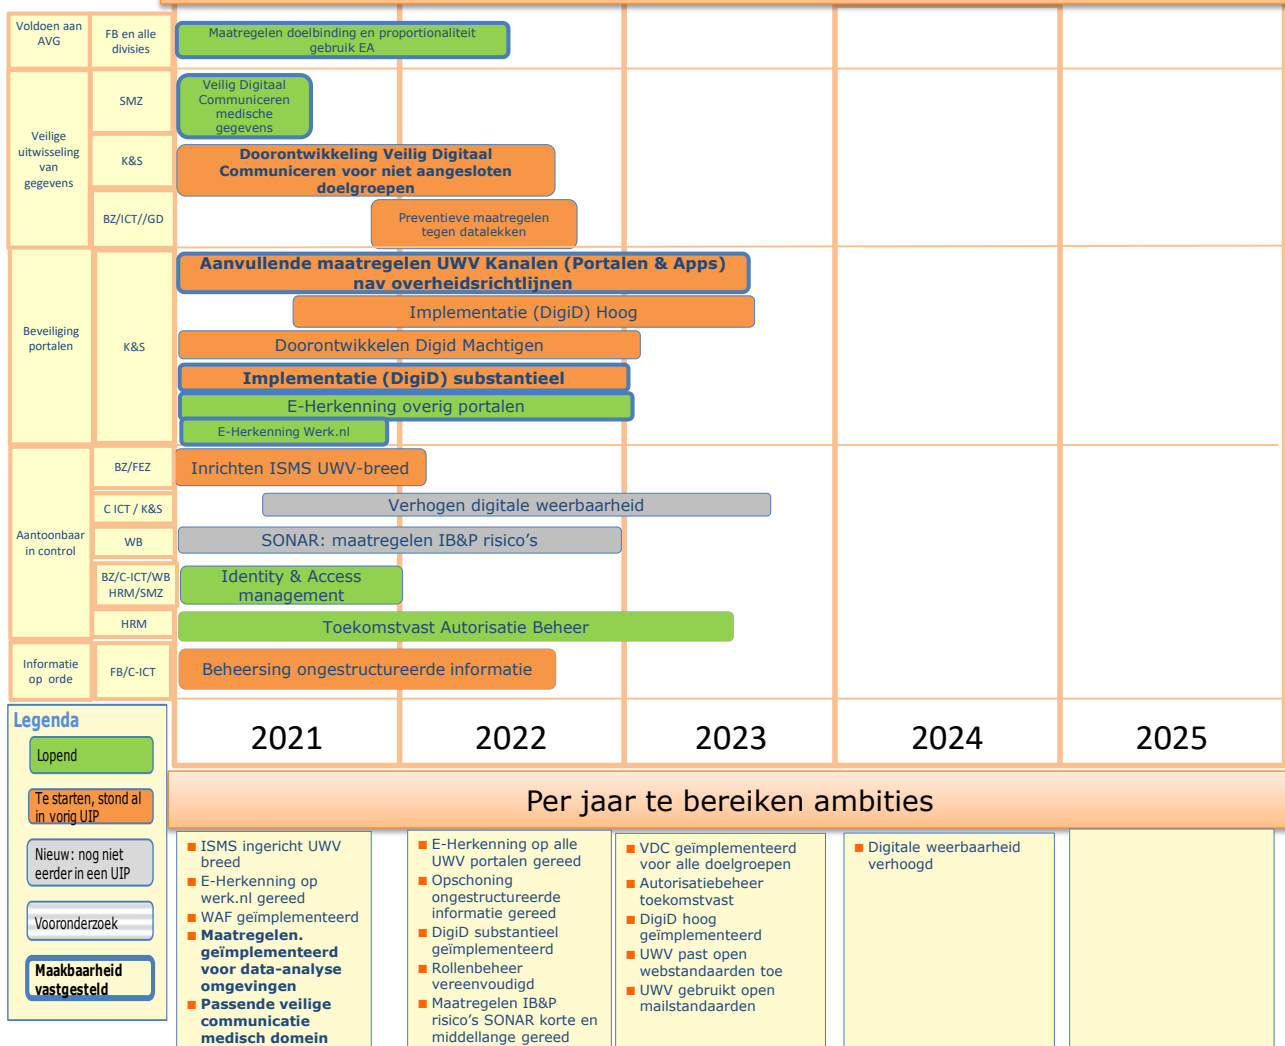 Voldoen aan
AVG
FB en alle
divisies
Maatregelen doelbinding en proportionaliteit
gebruik EA
Veilige
uitwisseling
van
gegevens
SMZ
Veilig Digitaal
Communiceren
medische
gegevens
K&S
Doorontwikkeling Veilig Digitaal
Communiceren voor niet aangesloten
doelgroepen
BZ/ICT//GD
Preventieve maatregelen
tegen datalekken
Beveiliging
portalen
K&S
Aanvullende maatregelen UWV Kanalen (Portalen & Apps)
nav overheidsrichtlijnen
Implementatie (DigiD) Hoog
Doorontwikkelen Digid Machtigen
Implementatie (DigiD) substantieel
E-Herkenning overig portalen
E-Herkenning Werk.nl
Aantoonbaar
in control
BZ/FEZ
Inrichten ISMS UWV-breed
C ICT / K&S
Verhogen digitale weerbaarheid
WB
SONAR: maatregelen IB&P risico’s
BZ/C-ICT/WB
HRM/SMZ
Identity & Access
management
HRM
Toekomstvast Autorisatie Beheer
Informatie
op orde
FB/C-ICT
Beheersing ongestructureerde informatie
2021
2022
2023
2024
2025
Legenda
Lopend
Te starten, stond al
in vorig UIP
Nieuw: nog niet
eerder in een UIP
Vooronderzoek
Maakbaarheid
vastgesteld
Per jaar te bereiken ambities
ISMS ingericht UWV
breed
E-Herkenning op
werk.nl gereed
WAF geïmplementeerd
Maatregelen.
geïmplementeerd
voor data-analyse
omgevingen
Passende veilige
communicatie
medisch domein
E-Herkenning op alle
UWV portalen gereed
Opschoning
ongestructureerde
informatie gereed
DigiD substantieel
geïmplementeerd
Rollenbeheer
vereenvoudigd
Maatregelen IB&P
risico’s SONAR korte en
middellange gereed
VDC geïmplementeerd
voor alle doelgroepen
Autorisatiebeheer
toekomstvast
DigiD hoog
geïmplementeerd
UWV past open
webstandaarden toe
UWV gebruikt open
mailstandaarden
Digitale weerbaarheid
verhoogd